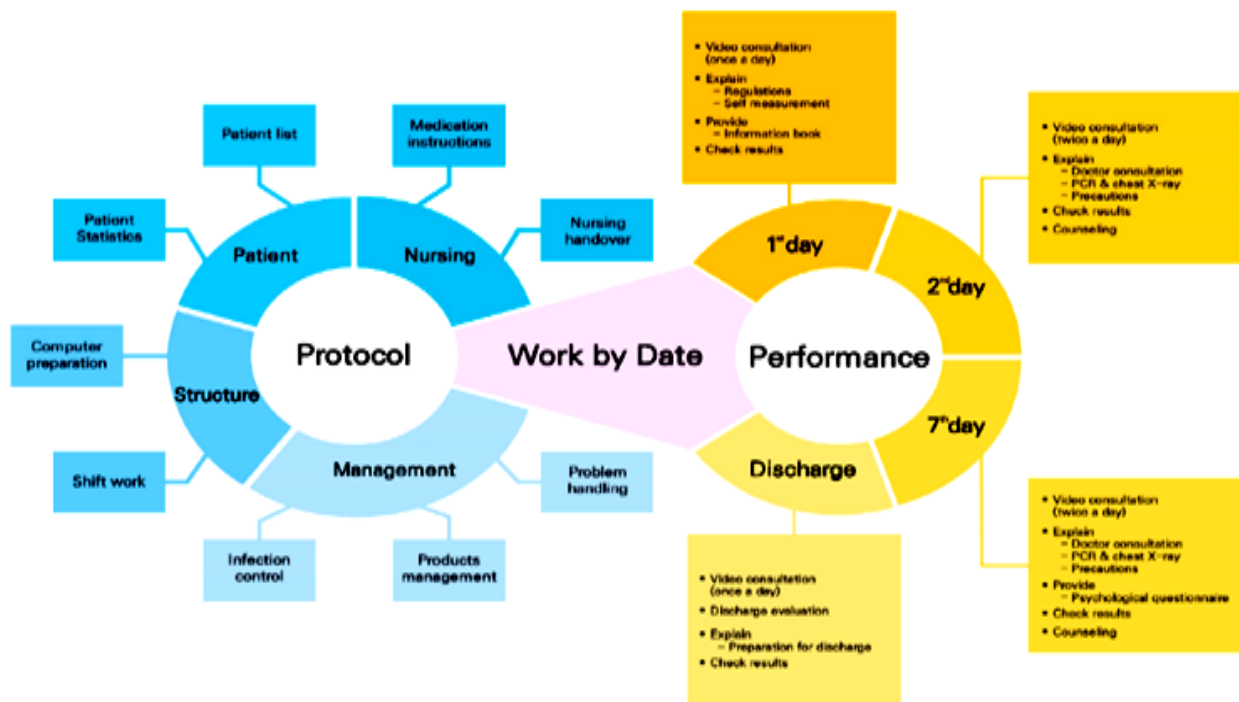 Patient list
Medication
instructions
Patient
Statistics
Nursing
handover
Patient
Nursing
Computer
preparation
Structure
Protocol
Shift work
Management
Problem
handling
Infection
control
Products
management
Work by Date
Performance
1st day
2nd day
7th day
Discharge
• Video consultation
(once a day)
• Explain
– Regulations
– Self measurement
• Provide
– Information book
• Check results
• Video consultation
(twice a day)
• Explain
– Doctor consultation
– PCR & chest X-ray
– Precautions
• Check results
• Counseling
• Video consultation
(twice a day)
• Explain
– Doctor consultation
– PCR & chest X-ray
– Precautions
• Provide
– Psychological questionnaire
• Check results
• Counseling
• Video consultation
(once a day)
• Discharge evaluation
• Explain
– Preparation for discharge
• Check results